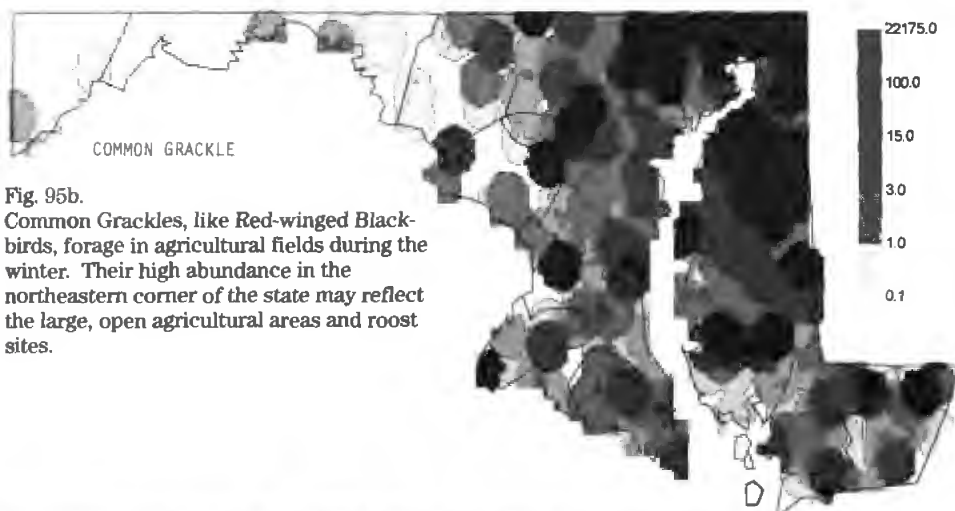 22175.0
100.0
15.0
3.0
1.0
0.1
COMMON GRACKLE
Fig. 95b.
Common Grackles, like Red-winged Black-
birds, forage in agricultural fields during the
winter. Their high abundance in the
northeastern corner of the state may reflect
the large, open agricultural areas and roost
sites.